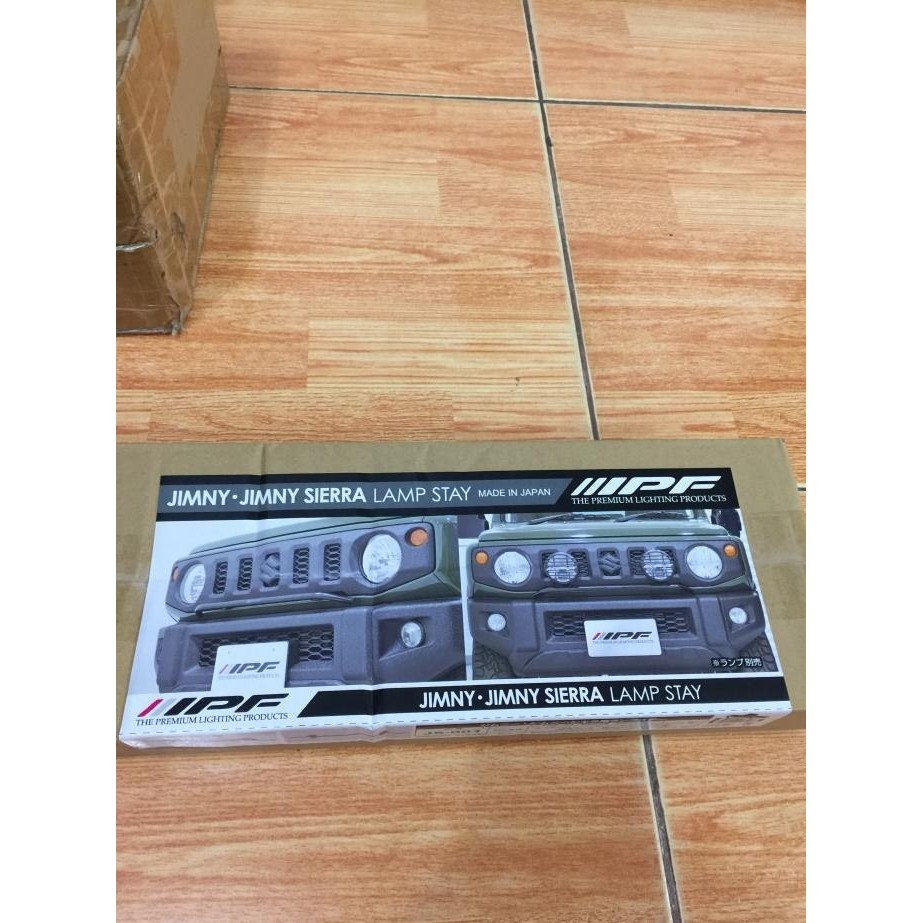 JIMNY・JIMNY SIERRA LAMP STAY MADE IN JAPAN
IPF
THE PREMIUM LIGHTING PRODUCTS
IPF
IPF
※ランプ別売
IPF
THE PREMIUM LIGHTING PRODUCTS
JIMNY・JIMNY SIERRA LAMP STAY